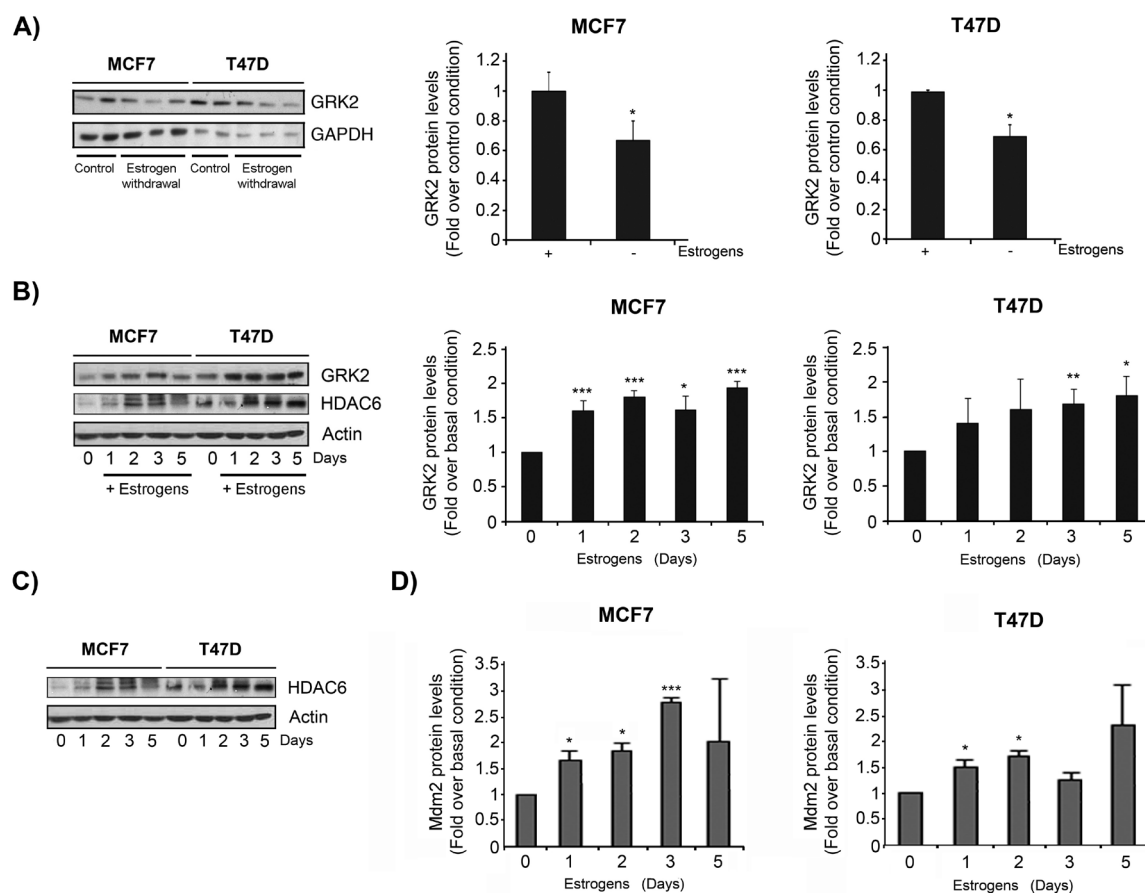 A)
MCF7 T47D
GRK2
GAPDH
Control Estrogen withdrawal Control Estrogen withdrawal
MCF7
GRK2 protein levels
(Fold over control condition)
1.2
1
0.8
0.6
0.4
0.2
0
*
+ - Estrogens
T47D
GRK2 protein levels
(Fold over control condition)
1.2
1
0.8
0.6
0.4
0.2
0
*
+ - Estrogens
B)
MCF7 T47D
GRK2
HDAC6
Actin
0 1 2 3 5 0 1 2 3 5 Days
+ Estrogens + Estrogens
MCF7
GRK2 protein levels
(Fold over basal condition)
2.5
2
1.5
1
0.5
0
*** *** * ***
0 1 2 3 5
Estrogens (Days)
T47D
GRK2 protein levels
(Fold over basal condition)
2.5
2
1.5
1
0.5
0
** *
0 1 2 3 5
Estrogens (Days)
C)
MCF7 T47D
HDAC6
Actin
0 1 2 3 5 0 1 2 3 5 Days
D)
MCF7
Mdm2 protein levels
(Fold over basal condition)
3.5
3
2.5
2
1.5
1
0.5
0
* * ***
0 1 2 3 5
Estrogens (Days)
T47D
Mdm2 protein levels
(Fold over basal condition)
3.5
3
2.5
2
1.5
1
0.5
0
* *
0 1 2 3 5
Estrogens (Days)